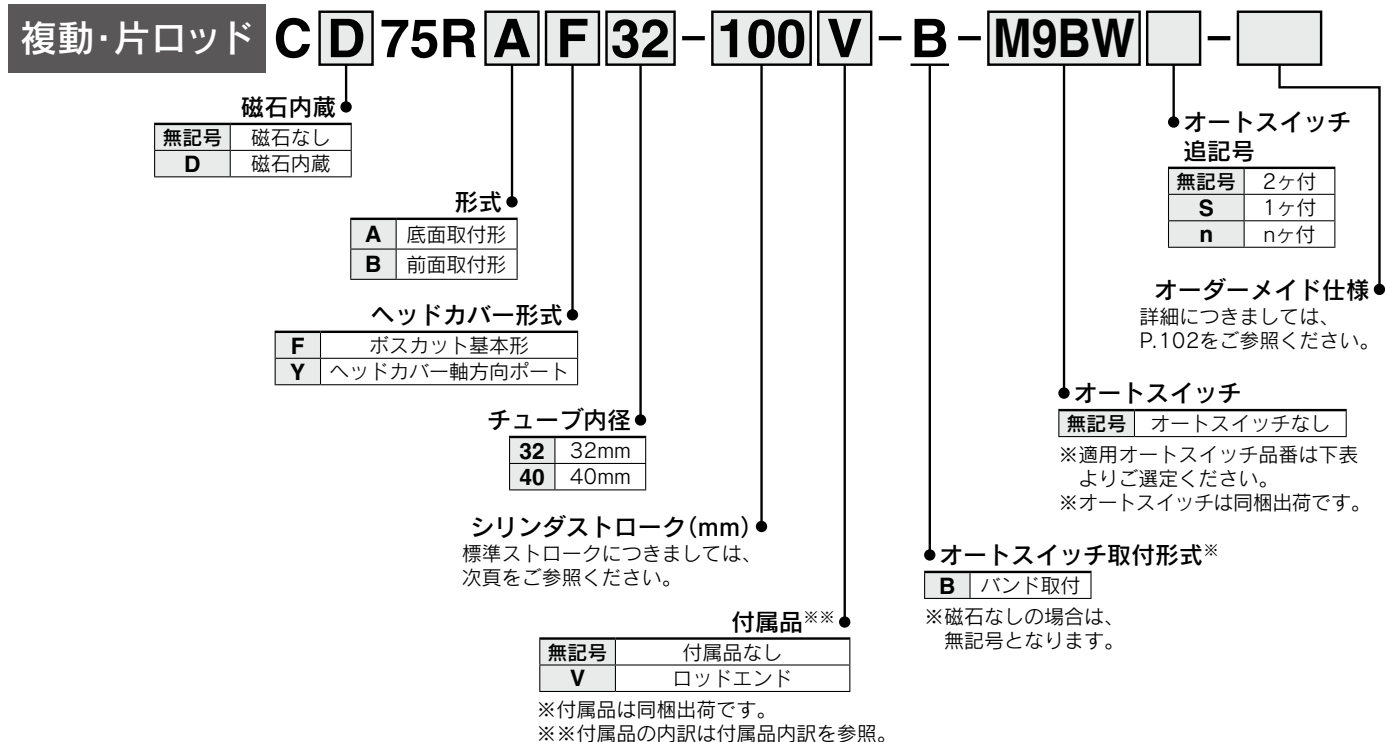 複動・片ロッド CD75RAF32-100V-B-M9BW□-□
磁石内蔵
無記号 磁石なし
D 磁石内蔵
形式
A 底面取付形
B 前面取付形
ヘッドカバー形式
F ボスカット基本形
Y ヘッドカバー軸方向ポート
チューブ内径
32 32mm
40 40mm
シリンダストローク(mm)
標準ストロークにつきましては、
次頁をご参照ください。
付属品※※
無記号 付属品なし
V ロッドエンド
※付属品は同梱出荷です。
※※付属品の内訳は付属品内訳を参照。
オートスイッチ取付形式※
B バンド取付
※磁石なしの場合は、
無記号となります。
オートスイッチ
無記号 オートスイッチなし
※適用オートスイッチ品番は下表
よりご選定ください。
※オートスイッチは同梱出荷です。
オートスイッチ
追記号
無記号 2ヶ付
S 1ヶ付
n nヶ付
オーダーメイド仕様
詳細につきましては、
P.102をご参照ください。